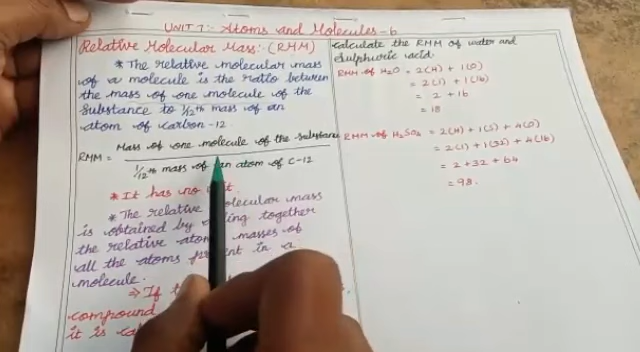 UNIT 7: Atoms and Molecules-6
Relative Molecular Mass:-(RMM)
* The relative molecular mass
of a molecule is the ratio between
the mass of one molecule of the
substance to 1/12th mass of an
atom of carbon-12.
RMM = Mass of one molecule of the substance
1/12th mass of an atom of C-12
* It has no
* The relative molecular mass
is obtained by together
the relative masses of
all the atoms in a
molecule.
⇒ If
compound
it is
calculate the RMM of water and
sulphuric acid.
RMM of H2O = 2(H) + 1(O)
= 2(1) + 1(16)
= 2 + 16
= 18
RMM of H2SO4 = 2(H) + 1(S) + 4(O)
= 2(1) + 1(32) + 4(16)
= 2 + 32 + 64
= 98.